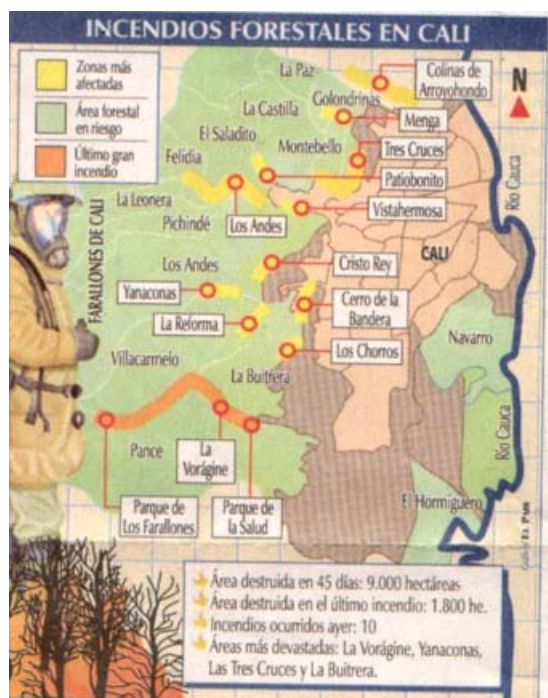 INCENDIOS FORESTALES EN CALI
Zonas más
afectadas
Área forestal
en riesgo
Último gran
incendio
La Paz
Colinas de
Arroyohondo
N
Golondrinas
La Castilla
Menga
El Saladito
Montebello
Tres Cruces
Felidia
Patiobonito
La Leonera
Vistahermosa
Río Cauca
Pichindé
Los Andes
FARALLONES DE CALI
Los Andes
Cristo Rey
CALI
Yanaconas
Cerro de la
Bandera
La Reforma
Navarro
Los Chorros
Villacarmelo
La Buitrera
La
Vorágine
Pance
Río Cauca
Parque de
Los Farallones
Parque de
la Salud
El Hormiguero
El País
Área destruida en 45 días: 9.000 hectáreas
Área destruida en el último incendio: 1.800 he.
Incendios ocurridos ayer: 10
Áreas más devastadas: La Vorágine, Yanaconas,
Las Tres Cruces y La Buitrera.